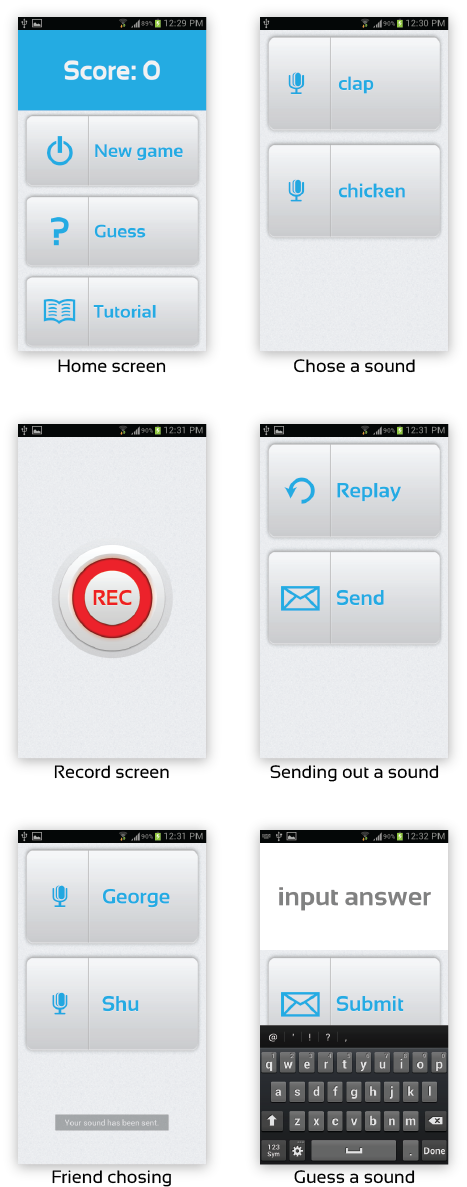 89% 12:29 PM
Score: 0
New game
Guess
Tutorial
Home screen
90% 12:30 PM
clap
chicken
Chose a sound
90% 12:31 PM
REC
Record screen
90% 12:31 PM
Replay
Send
Sending out a sound
90% 12:31 PM
George
Shu
Your sound has been sent.
Friend chosing
90% 12:32 PM
input answer
Submit
@ ' ! ? ,
q w e r t y u i o p
a s d f g h j k l
z x c v b n m
123
Sym . Done
Guess a sound